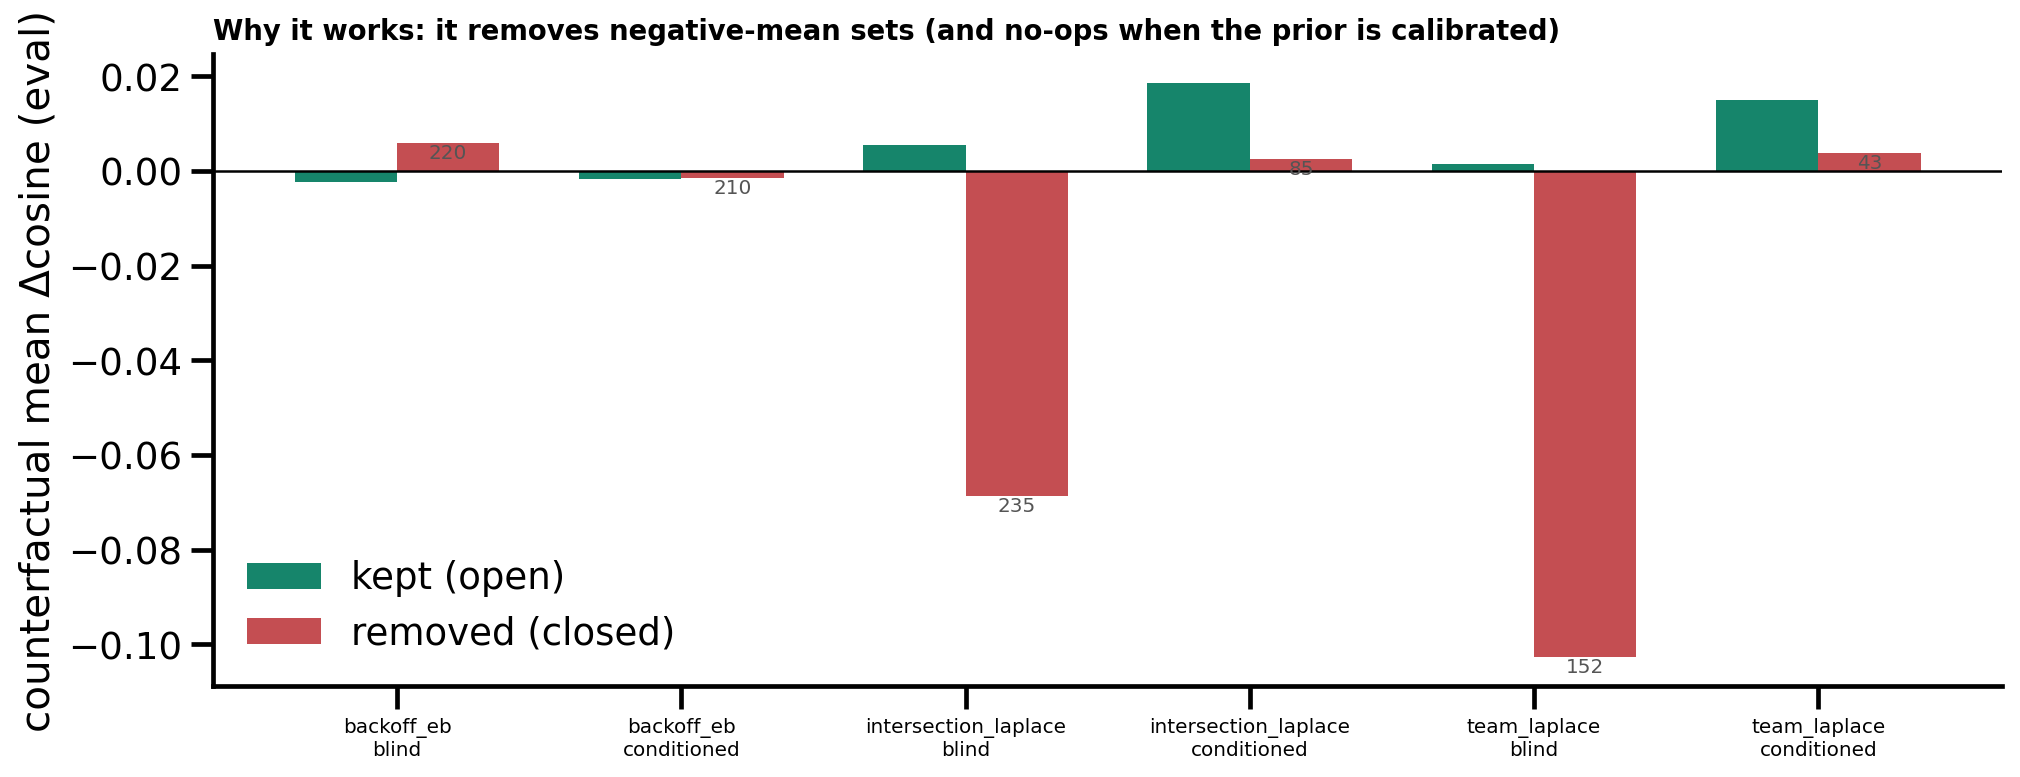 Why it works: it removes negative-mean sets (and no-ops when the prior is calibrated)
counterfactual mean Δcosine (eval)
0.02
0.00
−0.02
−0.04
−0.06
−0.08
−0.10
220
210
235
85
152
43
kept (open)
removed (closed)
backoff_eb
blind
backoff_eb
conditioned
intersection_laplace
blind
intersection_laplace
conditioned
team_laplace
blind
team_laplace
conditioned